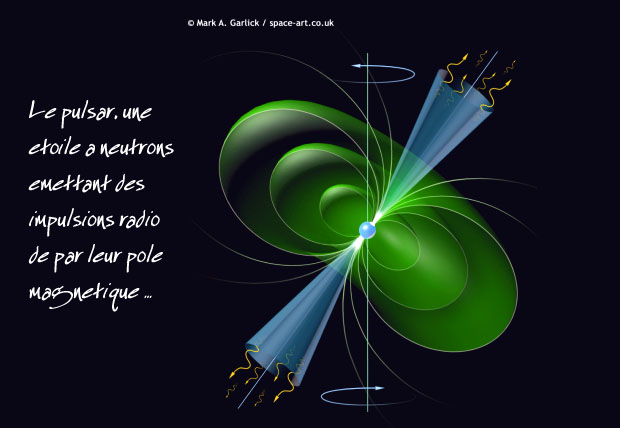 © Mark A. Garlick / space-art.co.uk
Le pulsar, une
etoile a neutrons
emettant des
impulsions radio
de par leur pole
magnetique ...